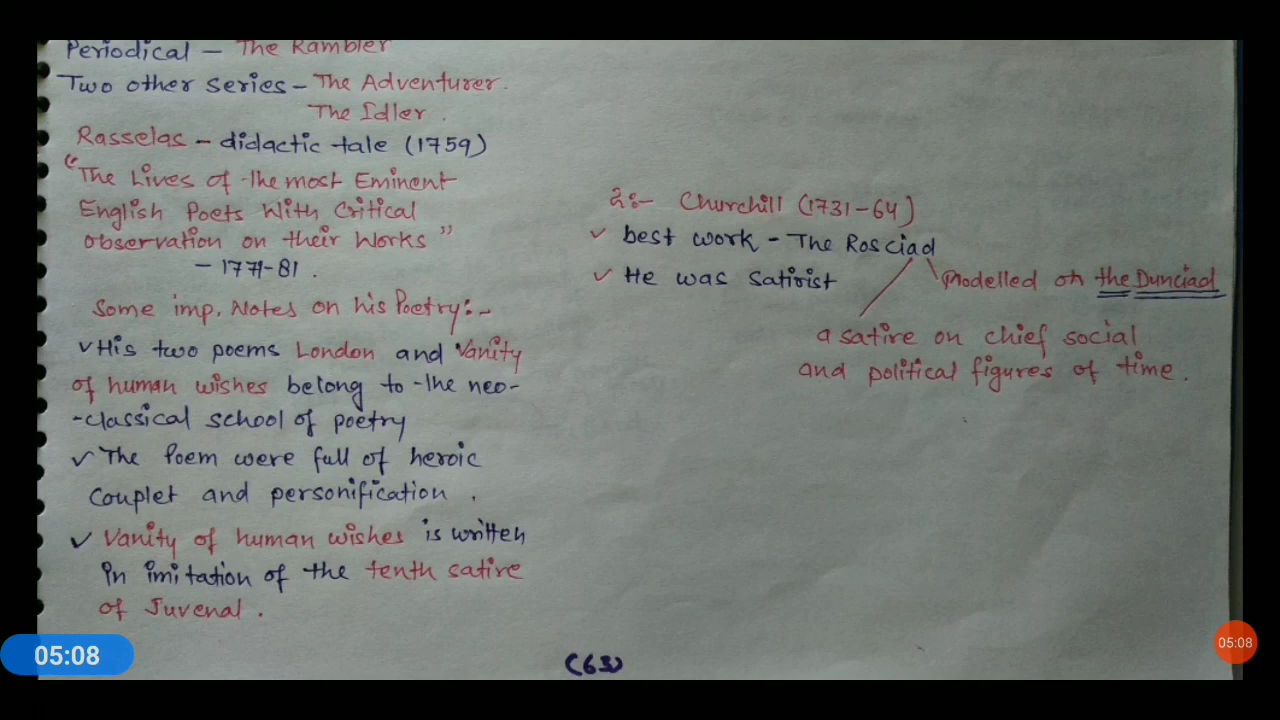 Periodical – The Rambler
Two other series – The Adventurer.
The Idler.
Rasselas – didactic tale (1759)
"The Lives of the most Eminent
English Poets With Critical
observation on their Works"
– 1779-81.
Some imp. Notes on his Poetry:-
✓His two poems London and Vanity
of human wishes belong to the neo-
-classical school of poetry
✓ The Poem were full of heroic
couplet and personification.
✓ Vanity of human wishes is written
in imitation of the tenth satire
of Juvenal.
2:- Churchill (1731-64)
✓ best work – The Rosciad
✓ He was satirist
Modelled on the Dunciad
a satire on chief social
and political figures of time.
(63)
05:08
05:08